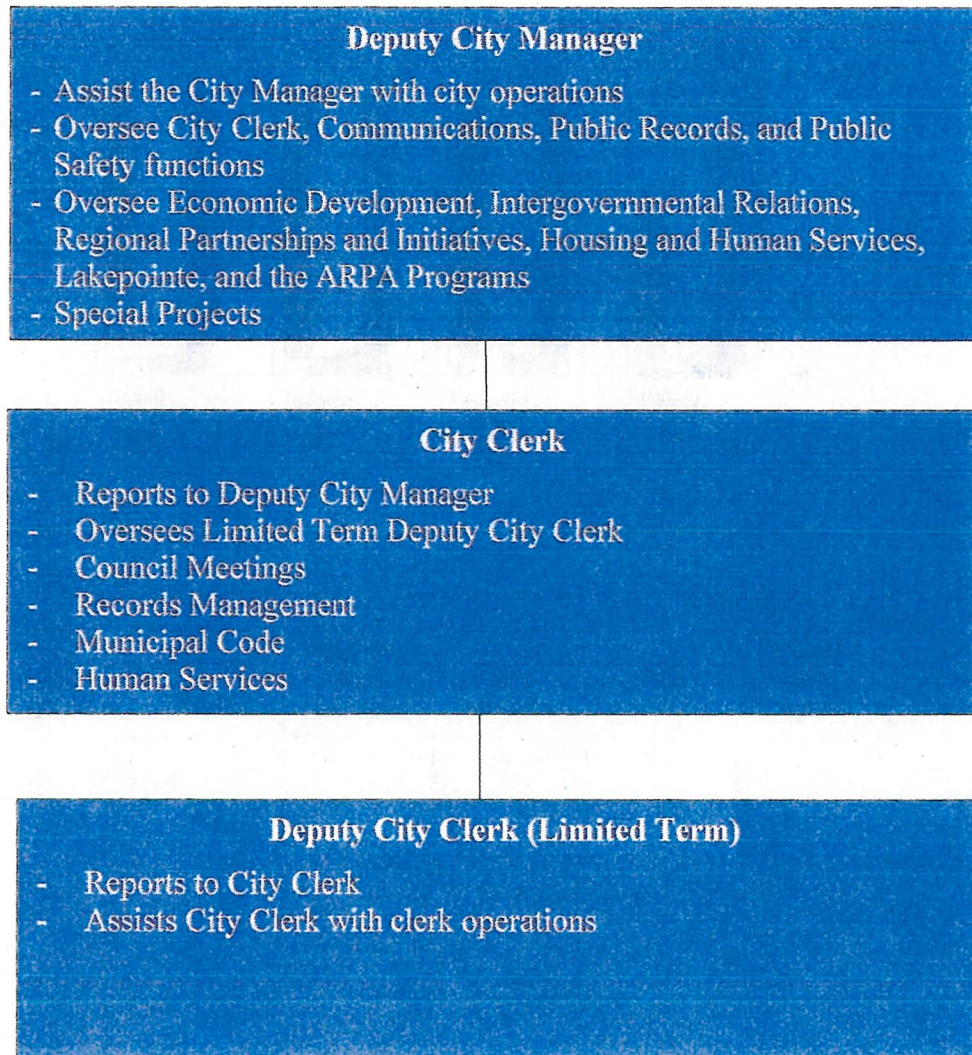 Deputy City Manager
- Assist the City Manager with city operations
- Oversee City Clerk, Communications, Public Records, and Public
Safety functions
- Oversee Economic Development, Intergovernmental Relations,
Regional Partnerships and Initiatives, Housing and Human Services,
Lakepointe, and the ARPA Programs
- Special Projects
City Clerk
- Reports to Deputy City Manager
- Oversees Limited Term Deputy City Clerk
- Council Meetings
- Records Management
- Municipal Code
- Human Services
Deputy City Clerk (Limited Term)
- Reports to City Clerk
- Assists City Clerk with clerk operations